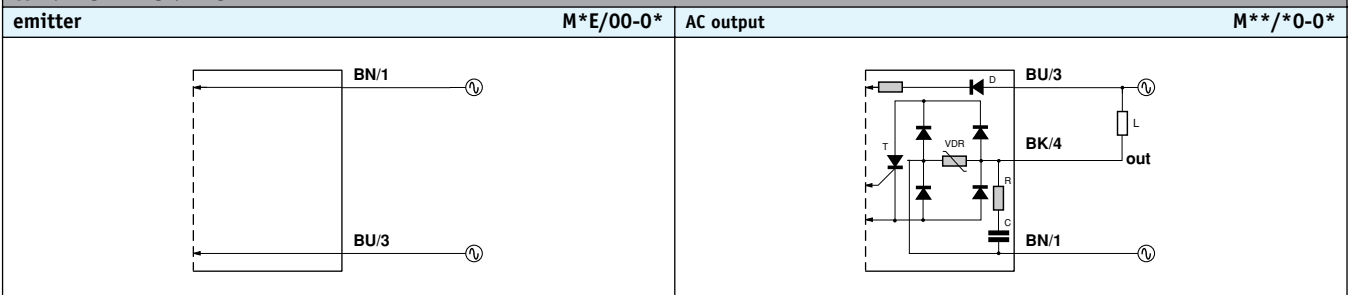 emitter M*E/00-0*
AC output M**/*0-0*
BN/1
BU/3
D
BU/3
L
T
VDR
BK/4
out
R
C
BN/1